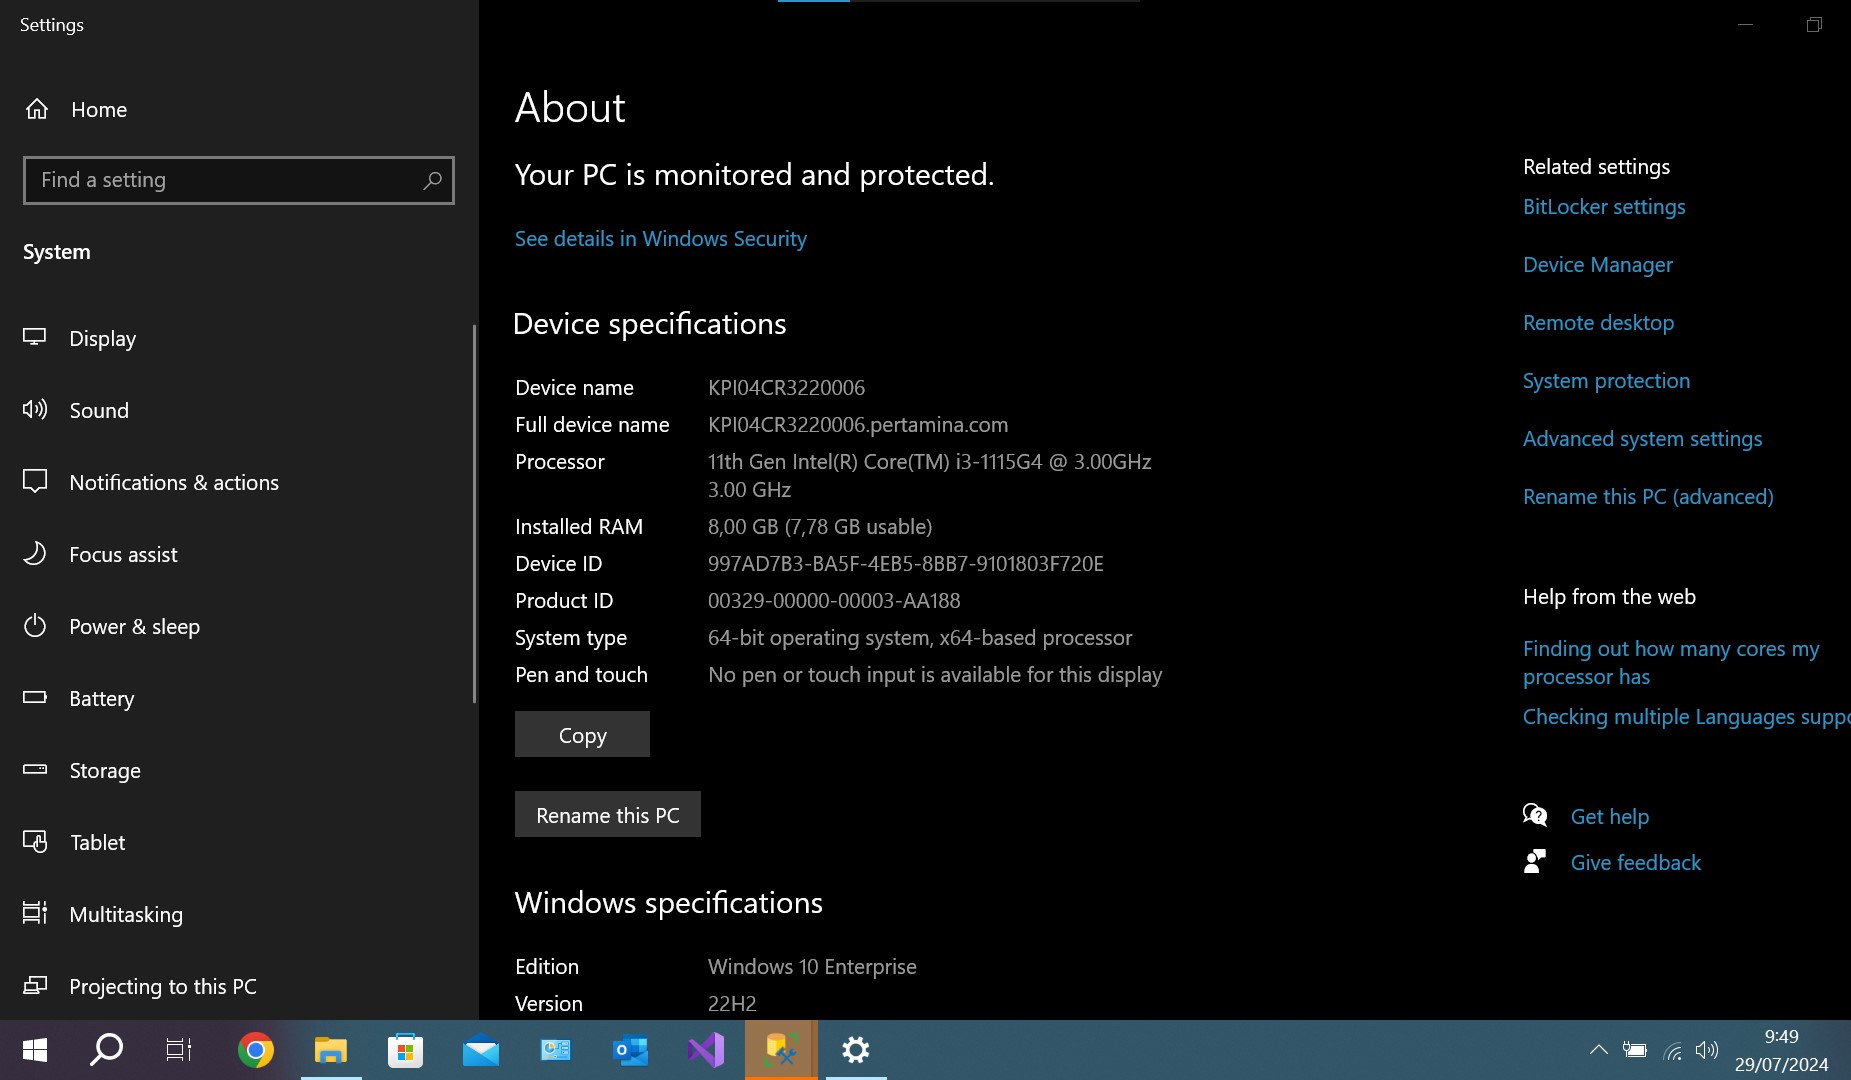 Settings
Home
Find a setting
System
Display
Sound
Notifications & actions
Focus assist
Power & sleep
Battery
Storage
Tablet
Multitasking
Projecting to this PC
About
Your PC is monitored and protected.
See details in Windows Security
Device specifications
Device name KPI04CR3220006
Full device name KPI04CR3220006.pertamina.com
Processor 11th Gen Intel(R) Core(TM) i3-1115G4 @ 3.00GHz
3.00 GHz
Installed RAM 8,00 GB (7,78 GB usable)
Device ID 997AD7B3-BA5F-4EB5-8BB7-9101803F720E
Product ID 00329-00000-00003-AA188
System type 64-bit operating system, x64-based processor
Pen and touch No pen or touch input is available for this display
Copy
Rename this PC
Windows specifications
Edition Windows 10 Enterprise
Version 22H2
Related settings
BitLocker settings
Device Manager
Remote desktop
System protection
Advanced system settings
Rename this PC (advanced)
Help from the web
Finding out how many cores my
processor has
Checking multiple Languages suppo
Get help
Give feedback
9:49
29/07/2024